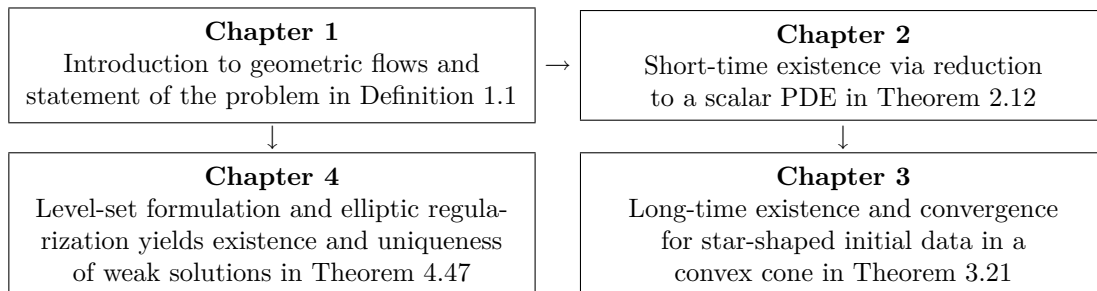 Chapter 1
Introduction to geometric flows and
statement of the problem in Definition 1.1
→
Chapter 2
Short-time existence via reduction
to a scalar PDE in Theorem 2.12
↓
↓
Chapter 4
Level-set formulation and elliptic regula-
rization yields existence and uniqueness
of weak solutions in Theorem 4.47
Chapter 3
Long-time existence and convergence
for star-shaped initial data in a
convex cone in Theorem 3.21